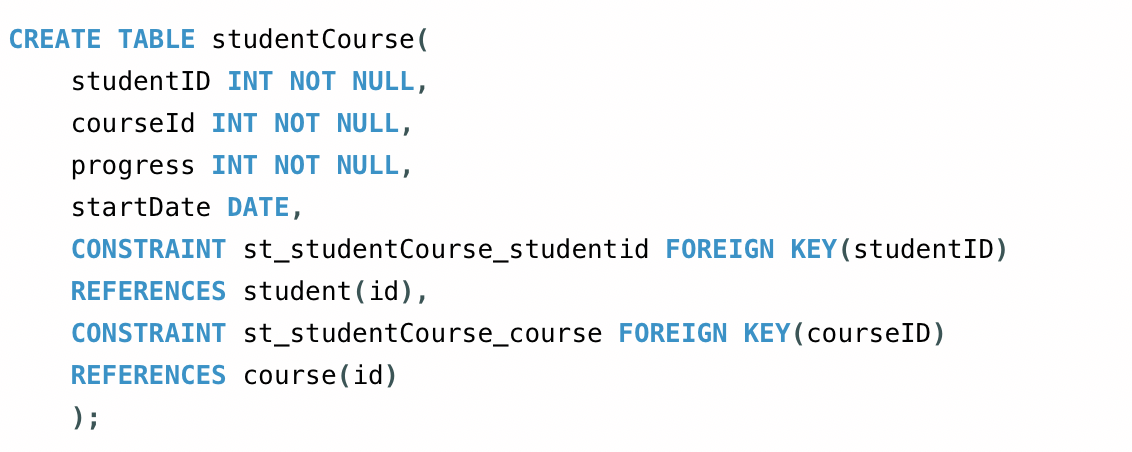 CREATE TABLE studentCourse(
    studentID INT NOT NULL,
    courseId INT NOT NULL,
    progress INT NOT NULL,
    startDate DATE,
    CONSTRAINT st_studentCourse_studentid FOREIGN KEY(studentID)
    REFERENCES student(id),
    CONSTRAINT st_studentCourse_course FOREIGN KEY(courseID)
    REFERENCES course(id)
    );